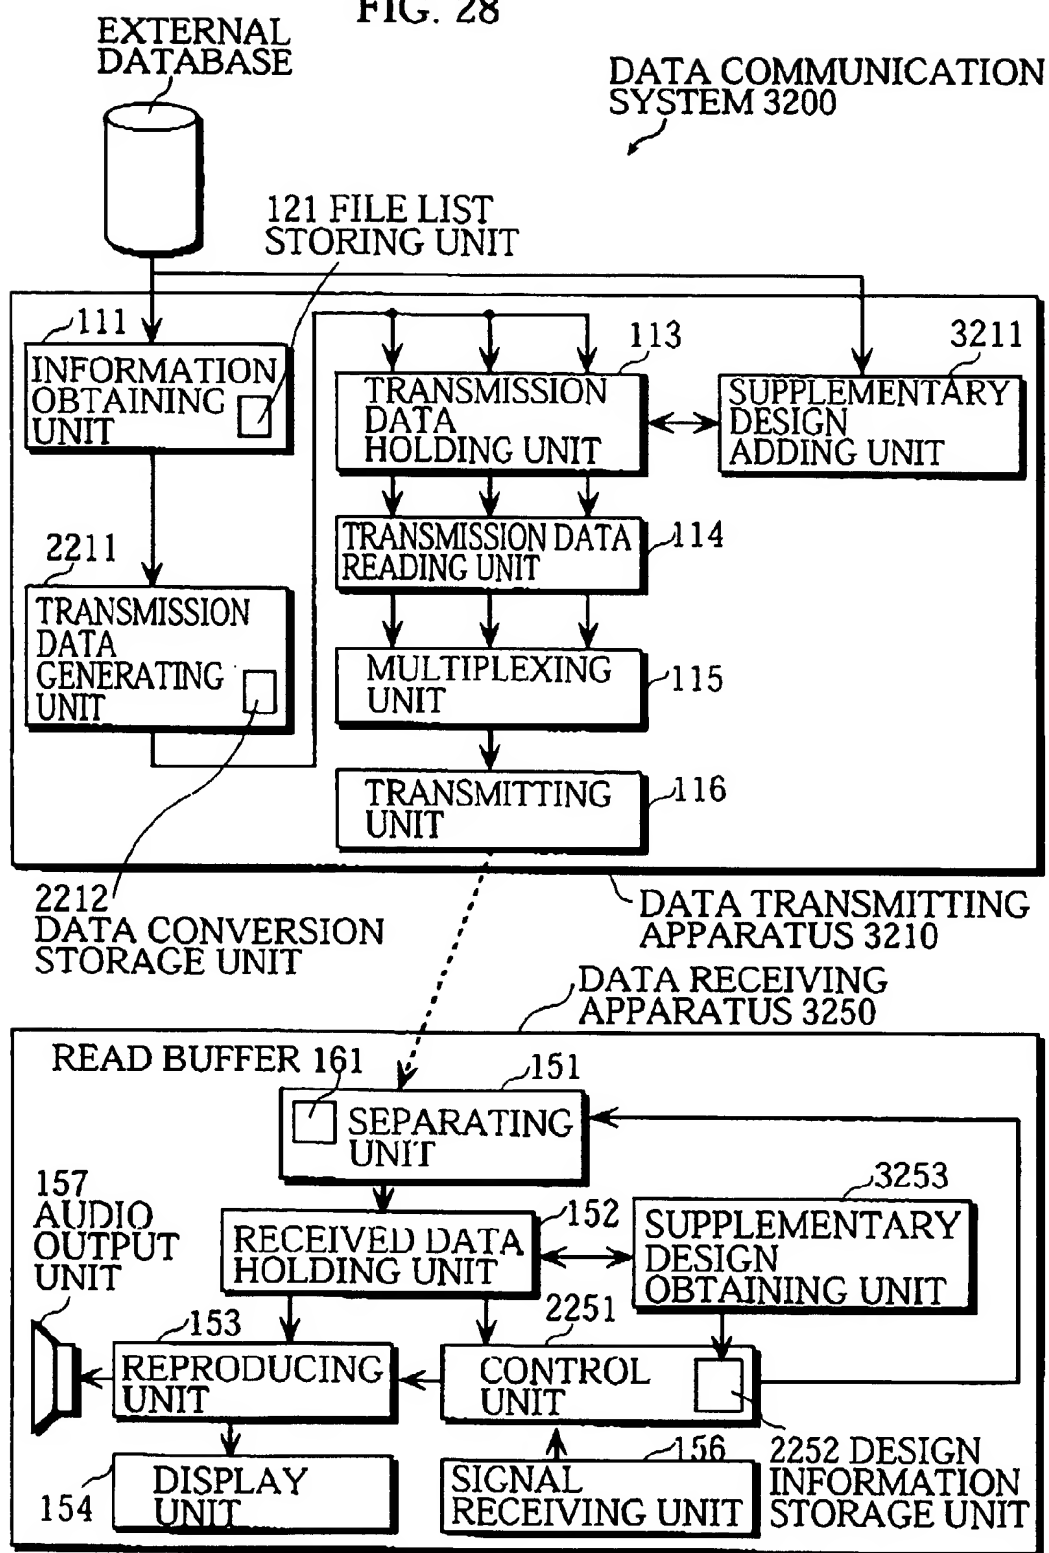 FIG. 28
EXTERNAL
DATABASE
DATA COMMUNICATION
SYSTEM 3200
121 FILE LIST
STORING UNIT
111
INFORMATION
OBTAINING
UNIT
113
TRANSMISSION
DATA
HOLDING UNIT
3211
SUPPLEMENTARY
DESIGN
ADDING UNIT
TRANSMISSION DATA
READING UNIT
114
2211
TRANSMISSION
DATA
GENERATING
UNIT
MULTIPLEXING
UNIT
115
TRANSMITTING
UNIT
116
2212
DATA CONVERSION
STORAGE UNIT
DATA TRANSMITTING
APPARATUS 3210
DATA RECEIVING
APPARATUS 3250
READ BUFFER 161
151
SEPARATING
UNIT
157
AUDIO
OUTPUT
UNIT
152
RECEIVED DATA
HOLDING UNIT
3253
SUPPLEMENTARY
DESIGN
OBTAINING UNIT
153
REPRODUCING
UNIT
2251
CONTROL
UNIT
154
DISPLAY
UNIT
156
SIGNAL
RECEIVING UNIT
2252 DESIGN
INFORMATION
STORAGE UNIT